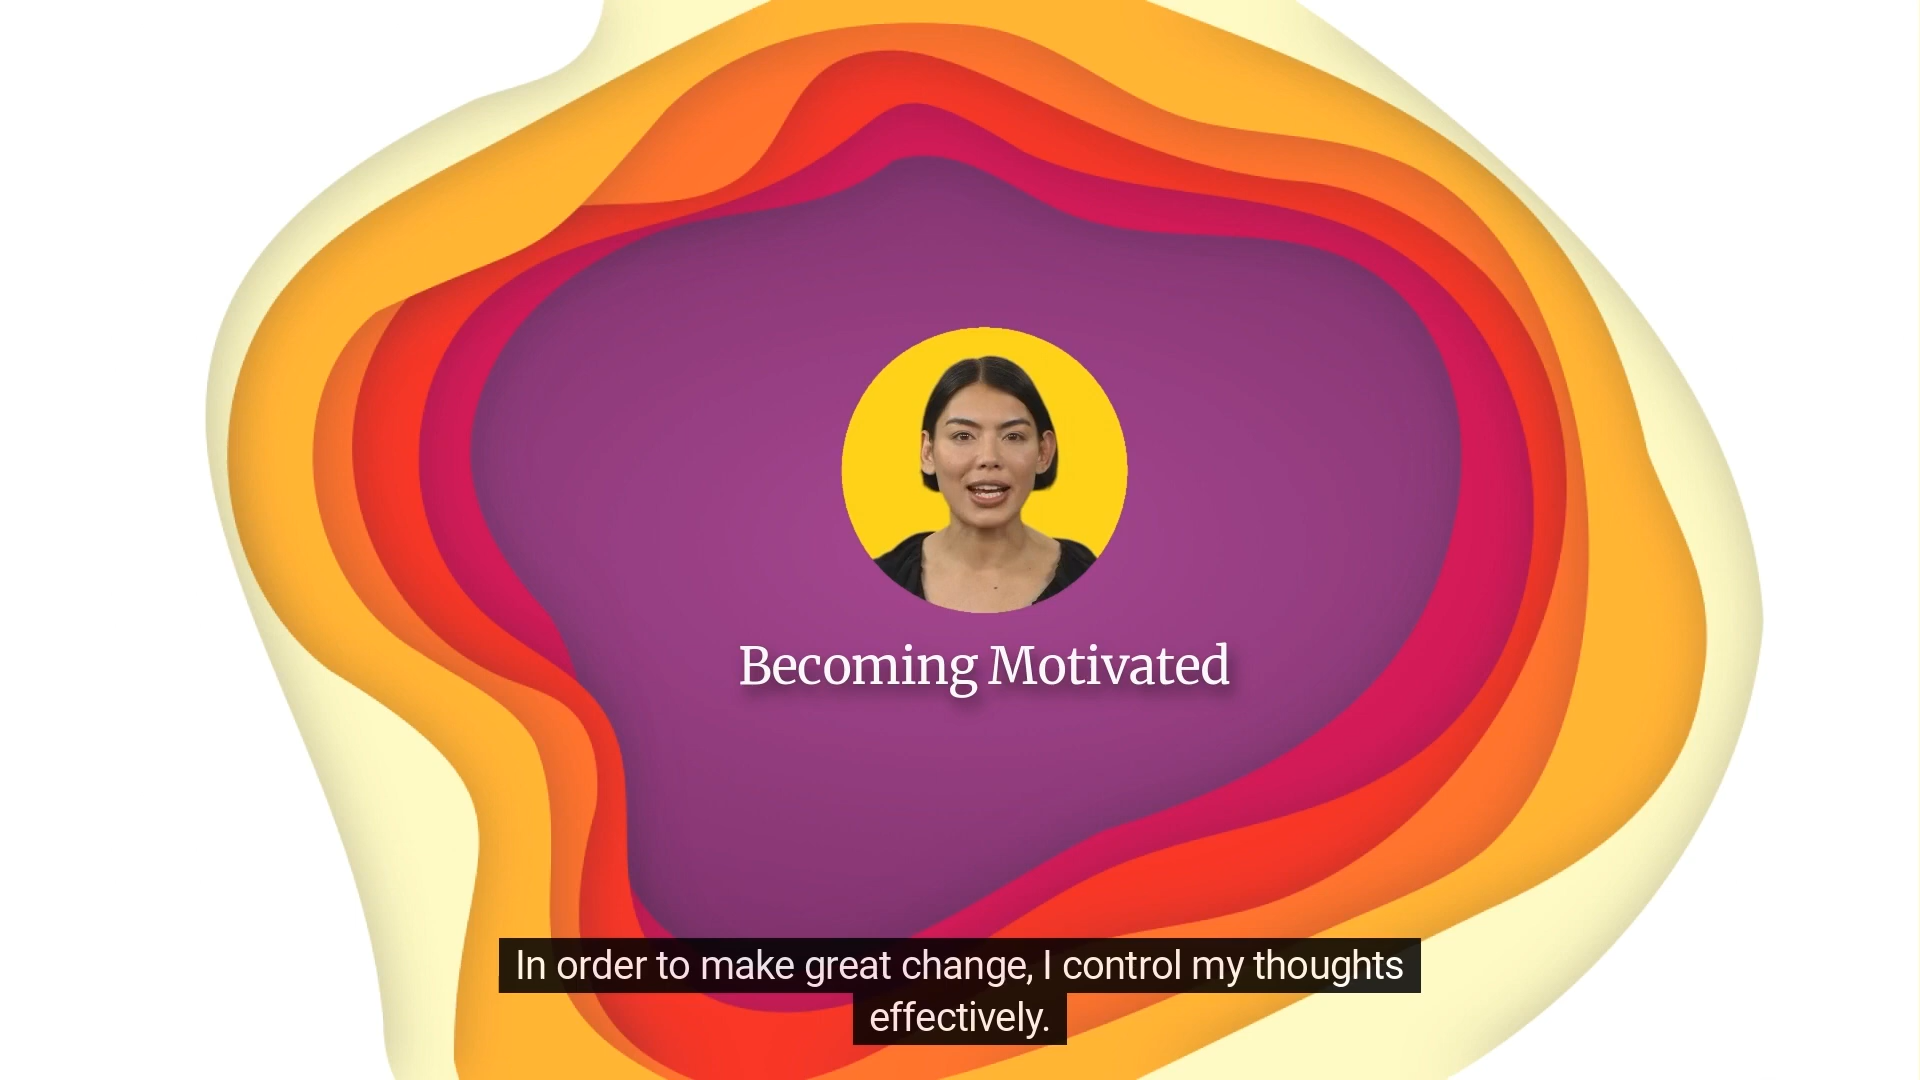 Becoming Motivated
In order to make great change, I control my thoughts
effectively.